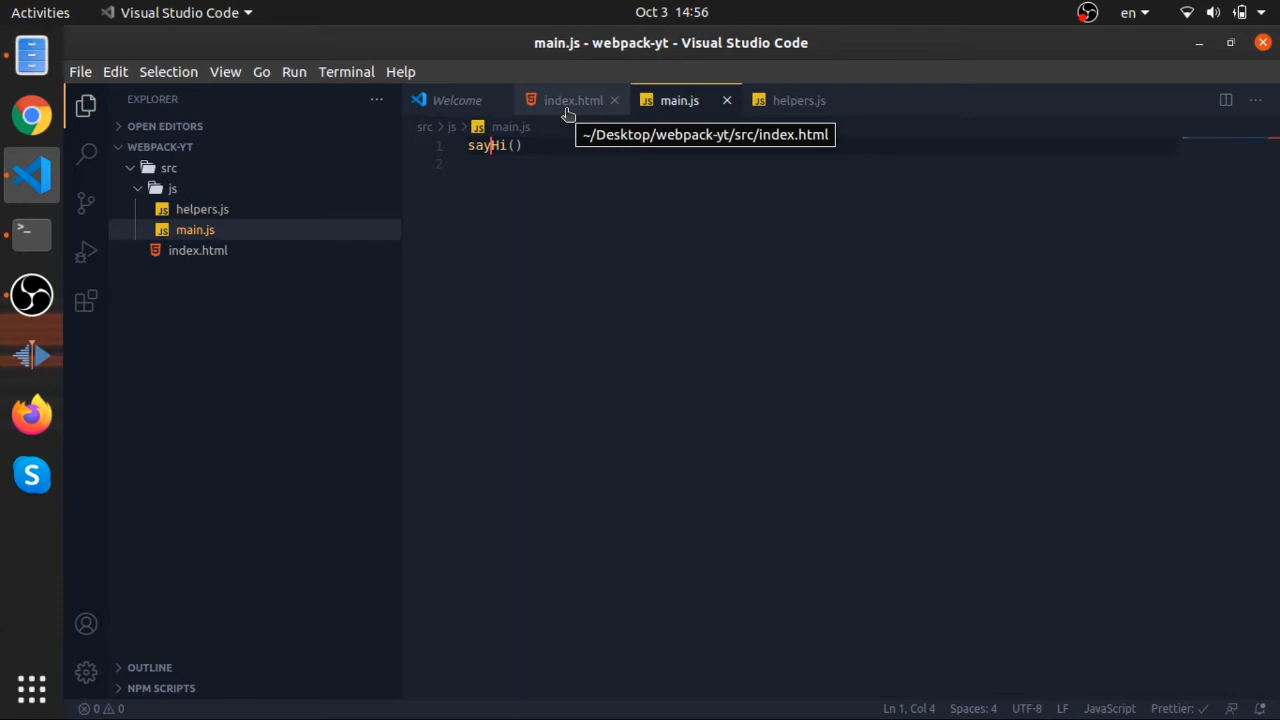 Activities
Visual Studio Code
Oct 3 14:56
en
main.js - webpack-yt - Visual Studio Code
File Edit Selection View Go Run Terminal Help
EXPLORER
Welcome
index.html
main.js
helpers.js
OPEN EDITORS
WEBPACK-YT
src
js
helpers.js
main.js
index.html
OUTLINE
NPM SCRIPTS
src > js > main.js
~/Desktop/webpack-yt/src/index.html
1 sayHi()
2
0 0
Ln 1, Col 4 Spaces: 4 UTF-8 LF JavaScript Prettier: ✓